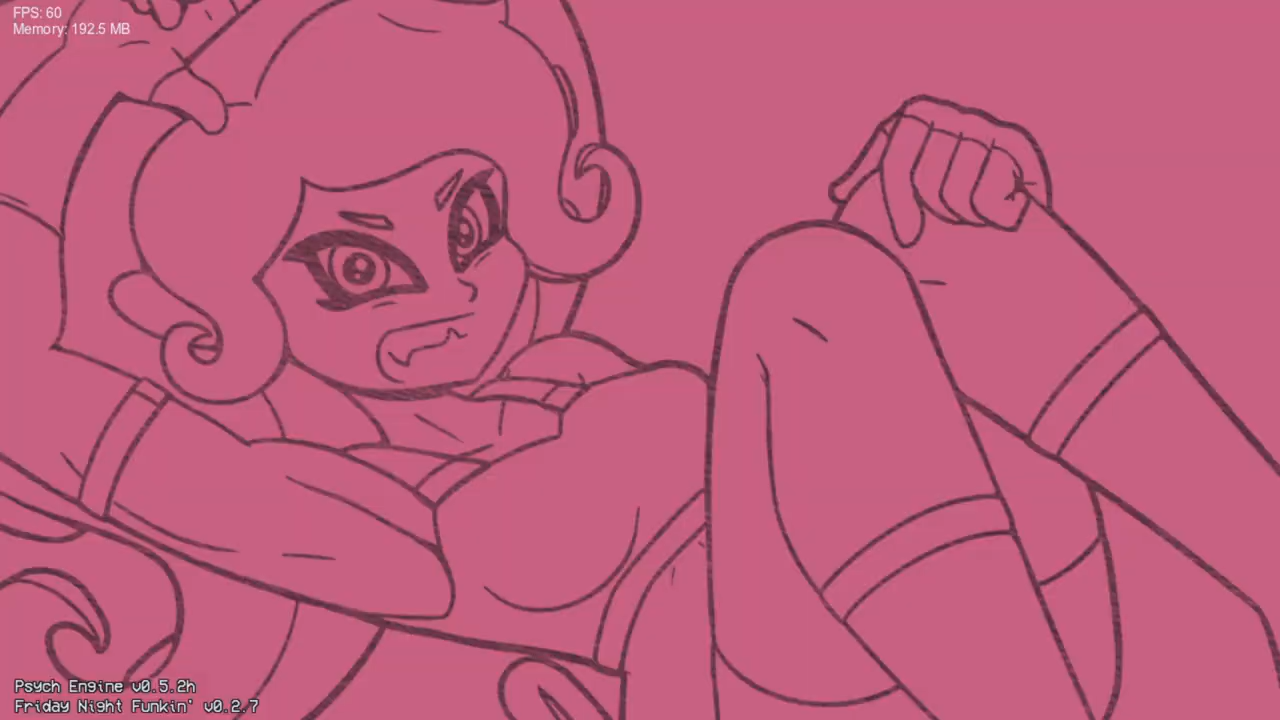 FPS: 60
Memory: 192.5 MB
Psych Engine v0.5.2h
Friday Night Funkin' v0.2.7